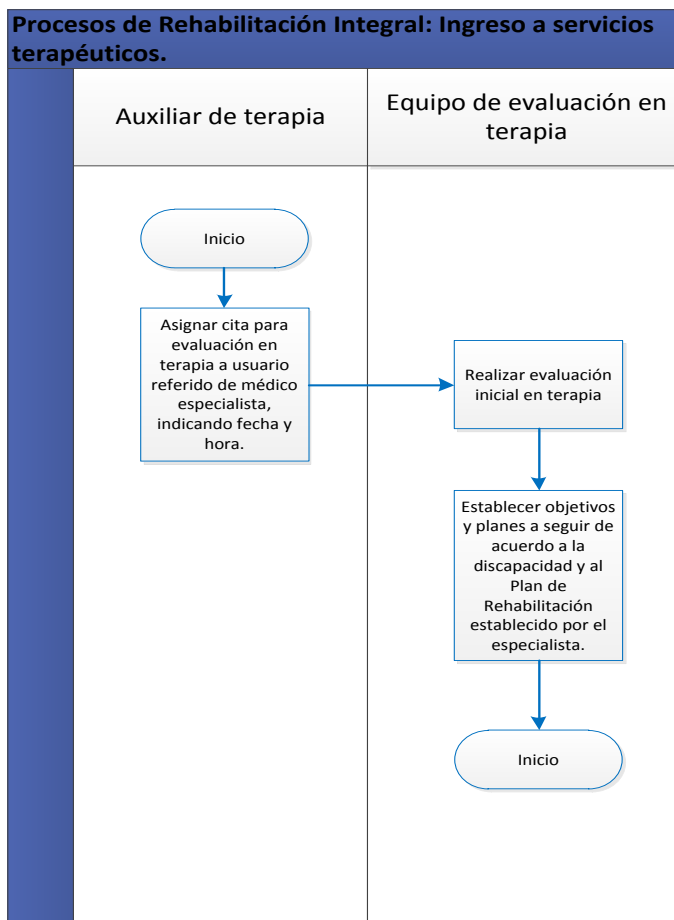 Procesos de Rehabilitación Integral: Ingreso a servicios
terapéuticos.
Auxiliar de terapia
Equipo de evaluación en
terapia
Inicio
Asignar cita para
evaluación en
terapia a usuario
referido de médico
especialista,
indicando fecha y
hora.
Realizar evaluación
inicial en terapia
Establecer objetivos
y planes a seguir de
acuerdo a la
discapacidad y al
Plan de
Rehabilitación
establecido por el
especialista.
Inicio